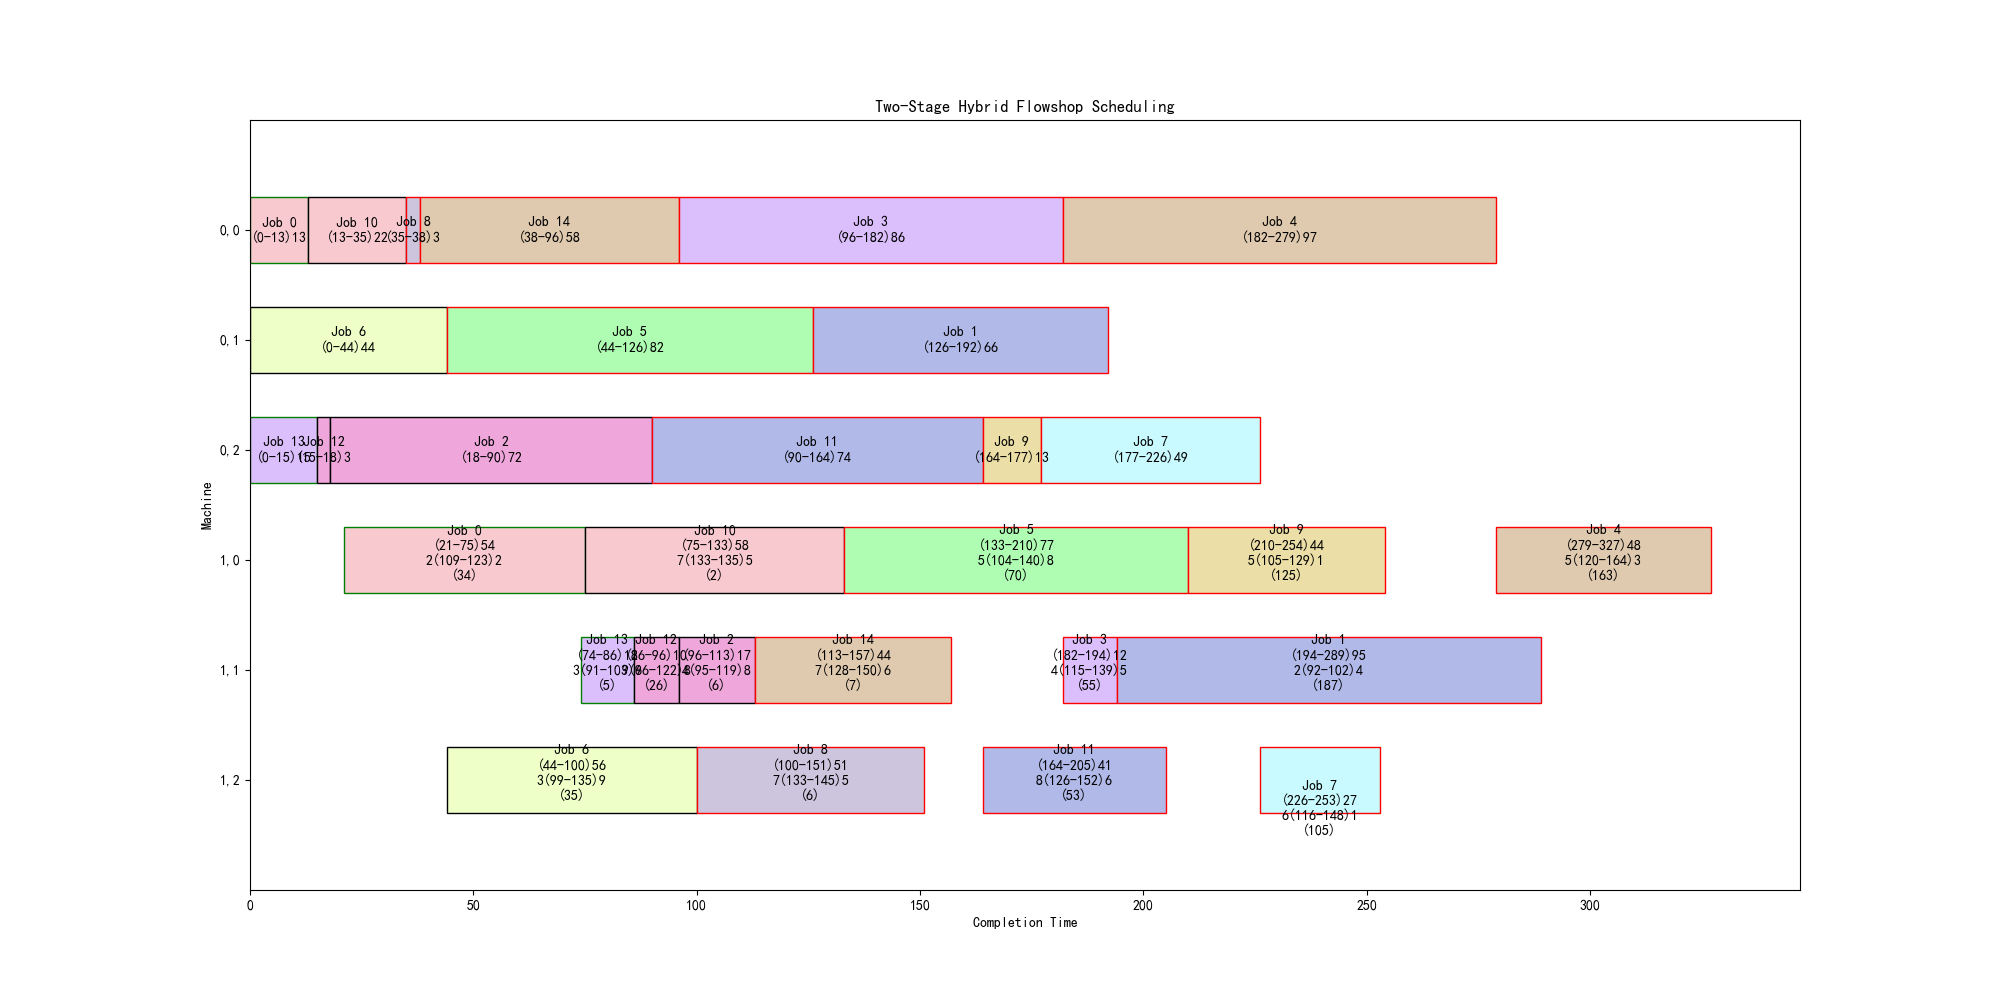 Two-Stage Hybrid Flowshop Scheduling
0,0
Job 0
(0-13)13
Job 10
(13-35)22
Job 8
(35-38)3
Job 14
(38-96)58
Job 3
(96-182)86
Job 4
(182-279)97
0,1
Job 6
(0-44)44
Job 5
(44-126)82
Job 1
(126-192)66
0,2
Job 13
(0-15)15
Job 12
(15-18)3
Job 2
(18-90)72
Job 11
(90-164)74
Job 9
(164-177)13
Job 7
(177-226)49
Machine
1,0
Job 0
(21-75)54
2(109-123)2
(34)
Job 10
(75-133)58
7(133-135)5
(2)
Job 5
(133-210)77
5(104-140)8
(70)
Job 9
(210-254)44
5(105-129)1
(125)
Job 4
(279-327)48
5(120-164)3
(163)
1,1
Job 13
(74-86)12
(5)
Job 12
(86-96)10
(26)
Job 2
(96-113)17
(95-119)8
(6)
Job 14
(113-157)44
7(128-150)6
(7)
Job 3
(182-194)12
4(115-139)5
(55)
Job 1
(194-289)95
2(92-102)4
(187)
1,2
Job 6
(44-100)56
3(99-135)9
(35)
Job 8
(100-151)51
7(133-145)5
(6)
Job 11
(164-205)41
8(126-152)6
(53)
Job 7
(226-253)27
6(116-148)1
(105)
0
50
100
150
200
250
300
Completion Time